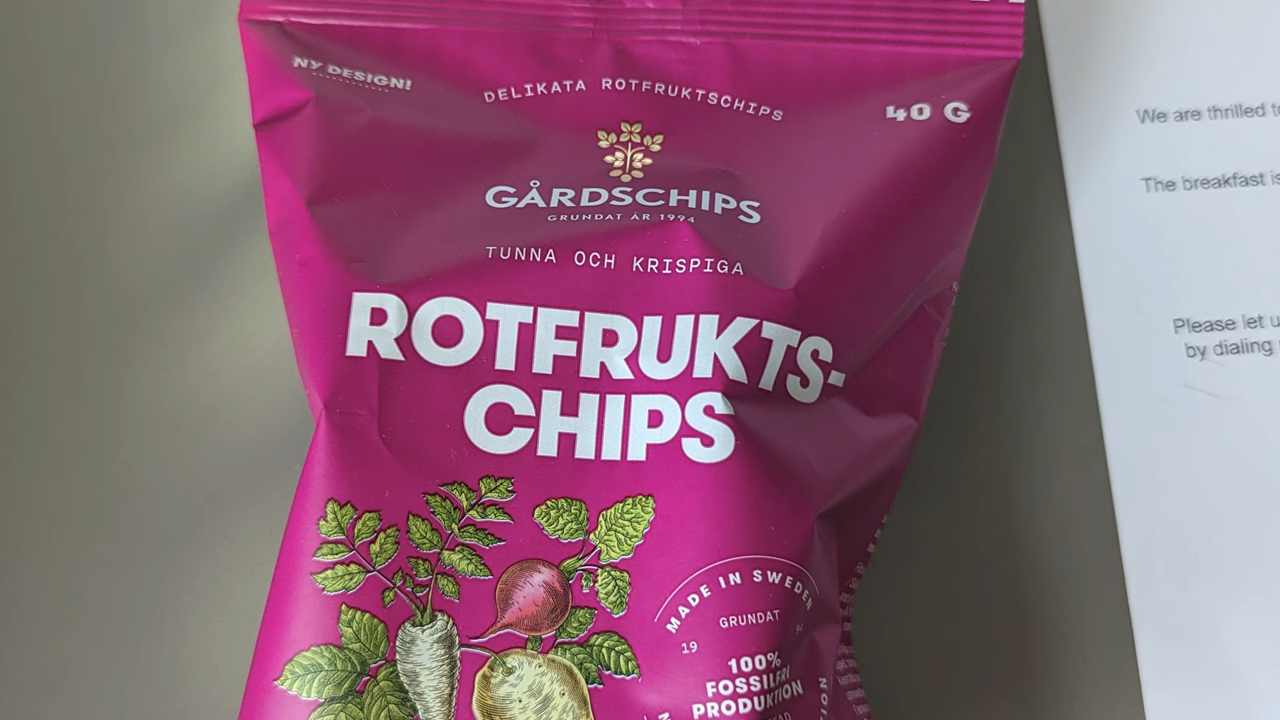 NY DESIGN!
DELIKATA ROTFRUKTSCHIPS
40 G
GÅRDSCHIPS
GRUNDAT ÅR 1994
TUNNA OCH KRISPIGA
ROTFRUKTS-
CHIPS
MADE IN SWEDEN
GRUNDAT
19
100%
FOSSILFRI
PRODUKTION
We are thrilled
The breakfast is
Please let
by dialing